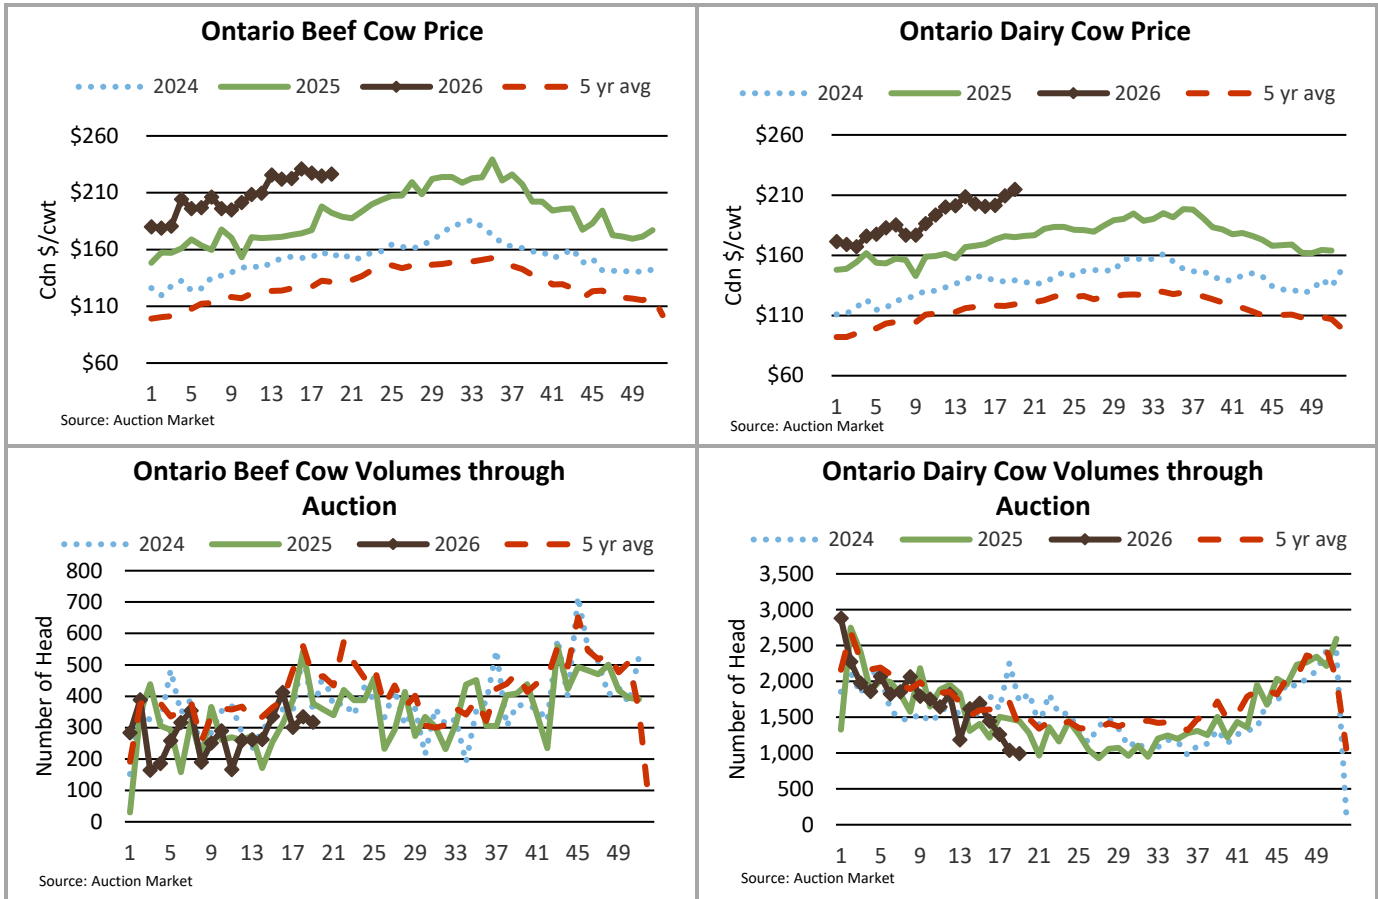 Ontario Beef Cow Price
2024 2025 2026 5 yr avg
$260
$210
$160
$110
$60
Cdn $/cwt
1 5 9 13 17 21 25 29 33 37 41 45 49
Source: Auction Market
Ontario Dairy Cow Price
2024 2025 2026 5 yr avg
$260
$210
$160
$110
$60
Cdn $/cwt
1 5 9 13 17 21 25 29 33 37 41 45 49
Source: Auction Market
Ontario Beef Cow Volumes through
Auction
2024 2025 2026 5 yr avg
800
700
600
500
400
300
200
100
0
Number of Head
1 5 9 13 17 21 25 29 33 37 41 45 49
Source: Auction Market
Ontario Dairy Cow Volumes through
Auction
2024 2025 2026 5 yr avg
3,500
3,000
2,500
2,000
1,500
1,000
500
0
Number of Head
1 5 9 13 17 21 25 29 33 37 41 45 49
Source: Auction Market